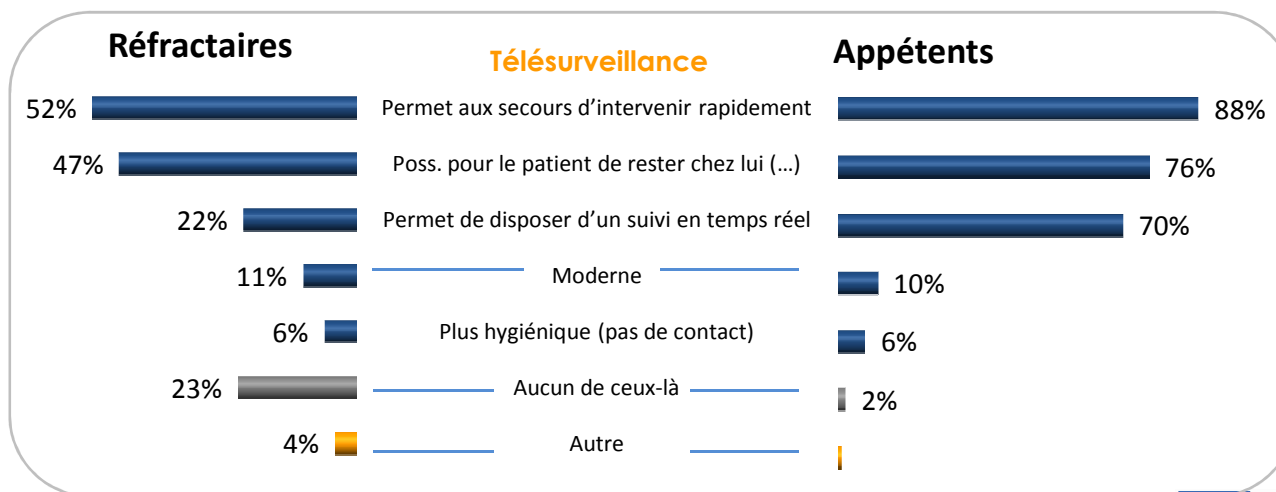 Réfractaires
Télésurveillance
Appétents
52% Permet aux secours d’intervenir rapidement 88%
47% Poss. pour le patient de rester chez lui (…) 76%
22% Permet de disposer d’un suivi en temps réel 70%
11% Moderne 10%
6% Plus hygiénique (pas de contact) 6%
23% Aucun de ceux-là 2%
4% Autre